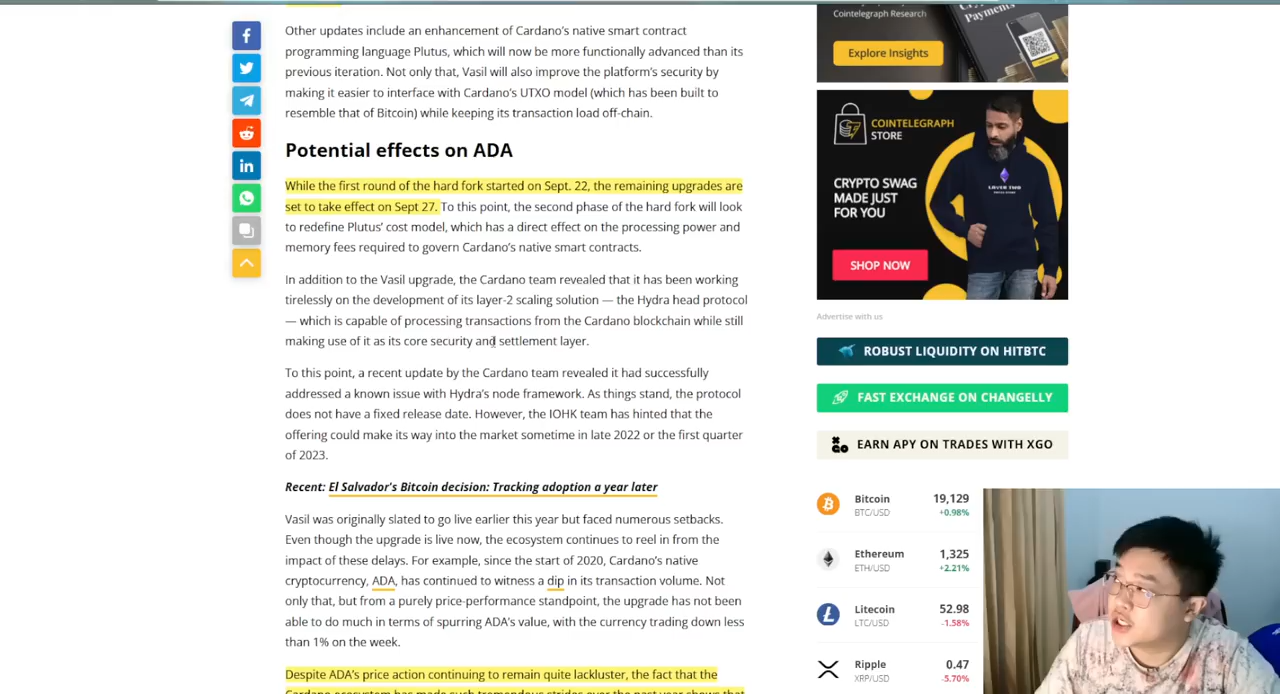 Other updates include an enhancement of Cardano's native smart contract
programming language Plutus, which will now be more functionally advanced than its
previous iteration. Not only that, Vasil will also improve the platform's security by
making it easier to interface with Cardano's UTXO model (which has been built to
resemble that of Bitcoin) while keeping its transaction load off-chain.
Potential effects on ADA
While the first round of the hard fork started on Sept. 22, the remaining upgrades are
set to take effect on Sept 27. To this point, the second phase of the hard fork will look
to redefine Plutus' cost model, which has a direct effect on the processing power and
memory fees required to govern Cardano's native smart contracts.
In addition to the Vasil upgrade, the Cardano team revealed that it has been working
tirelessly on the development of its layer-2 scaling solution — the Hydra head protocol
— which is capable of processing transactions from the Cardano blockchain while still
making use of it as its core security and settlement layer.
To this point, a recent update by the Cardano team revealed it had successfully
addressed a known issue with Hydra's node framework. As things stand, the protocol
does not have a fixed release date. However, the IOHK team has hinted that the
offering could make its way into the market sometime in late 2022 or the first quarter
of 2023.
Recent: El Salvador's Bitcoin decision: Tracking adoption a year later
Vasil was originally slated to go live earlier this year but faced numerous setbacks.
Even though the upgrade is live now, the ecosystem continues to reel in from the
impact of these delays. For example, since the start of 2020, Cardano's native
cryptocurrency, ADA, has continued to witness a dip in its transaction volume. Not
only that, but from a purely price-performance standpoint, the upgrade has not been
able to do much in terms of spurring ADA's value, with the currency trading down less
than 1% on the week.
Despite ADA's price action continuing to remain quite lackluster, the fact that the
Cardano ecosystem has made such tremendous strides over the past year shows that
Cointelegraph Research
Payments
Explore Insights
COINTELEGRAPH
STORE
CRYPTO SWAG
MADE JUST
FOR YOU
SHOP NOW
Advertise with us
ROBUST LIQUIDITY ON HITBTC
FAST EXCHANGE ON CHANGELLY
EARN APY ON TRADES WITH XGO
Bitcoin 19,129
BTC/USD +0.98%
Ethereum 1,325
ETH/USD +2.21%
Litecoin 52.98
LTC/USD -1.58%
Ripple 0.47
XRP/USD -5.70%